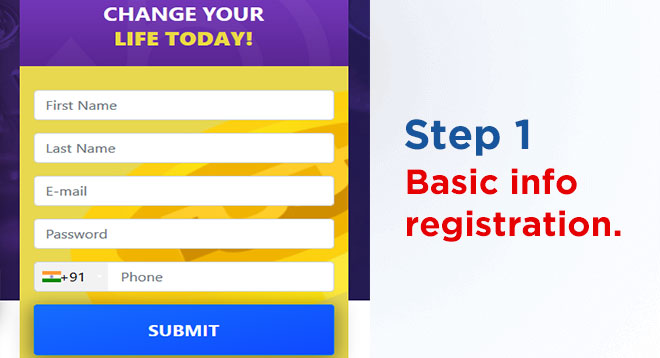 CHANGE YOUR
LIFE TODAY!
First Name
Last Name
E-mail
Password
+91 Phone
SUBMIT
Step 1
Basic info
registration.